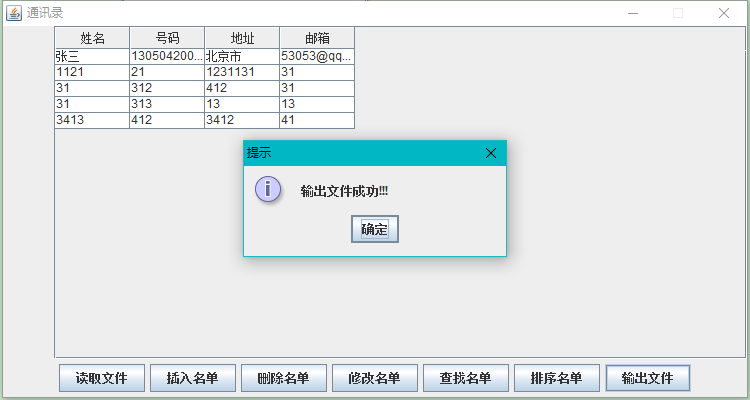 通讯录
姓名 号码 地址 邮箱
张三 130504200... 北京市 53053@qq...
1121 21 1231131 31
31 312 412 31
31 313 13 13
3413 412 3412 41
提示
输出文件成功!!!
确定
读取文件 插入名单 删除名单 修改名单 查找名单 排序名单 输出文件